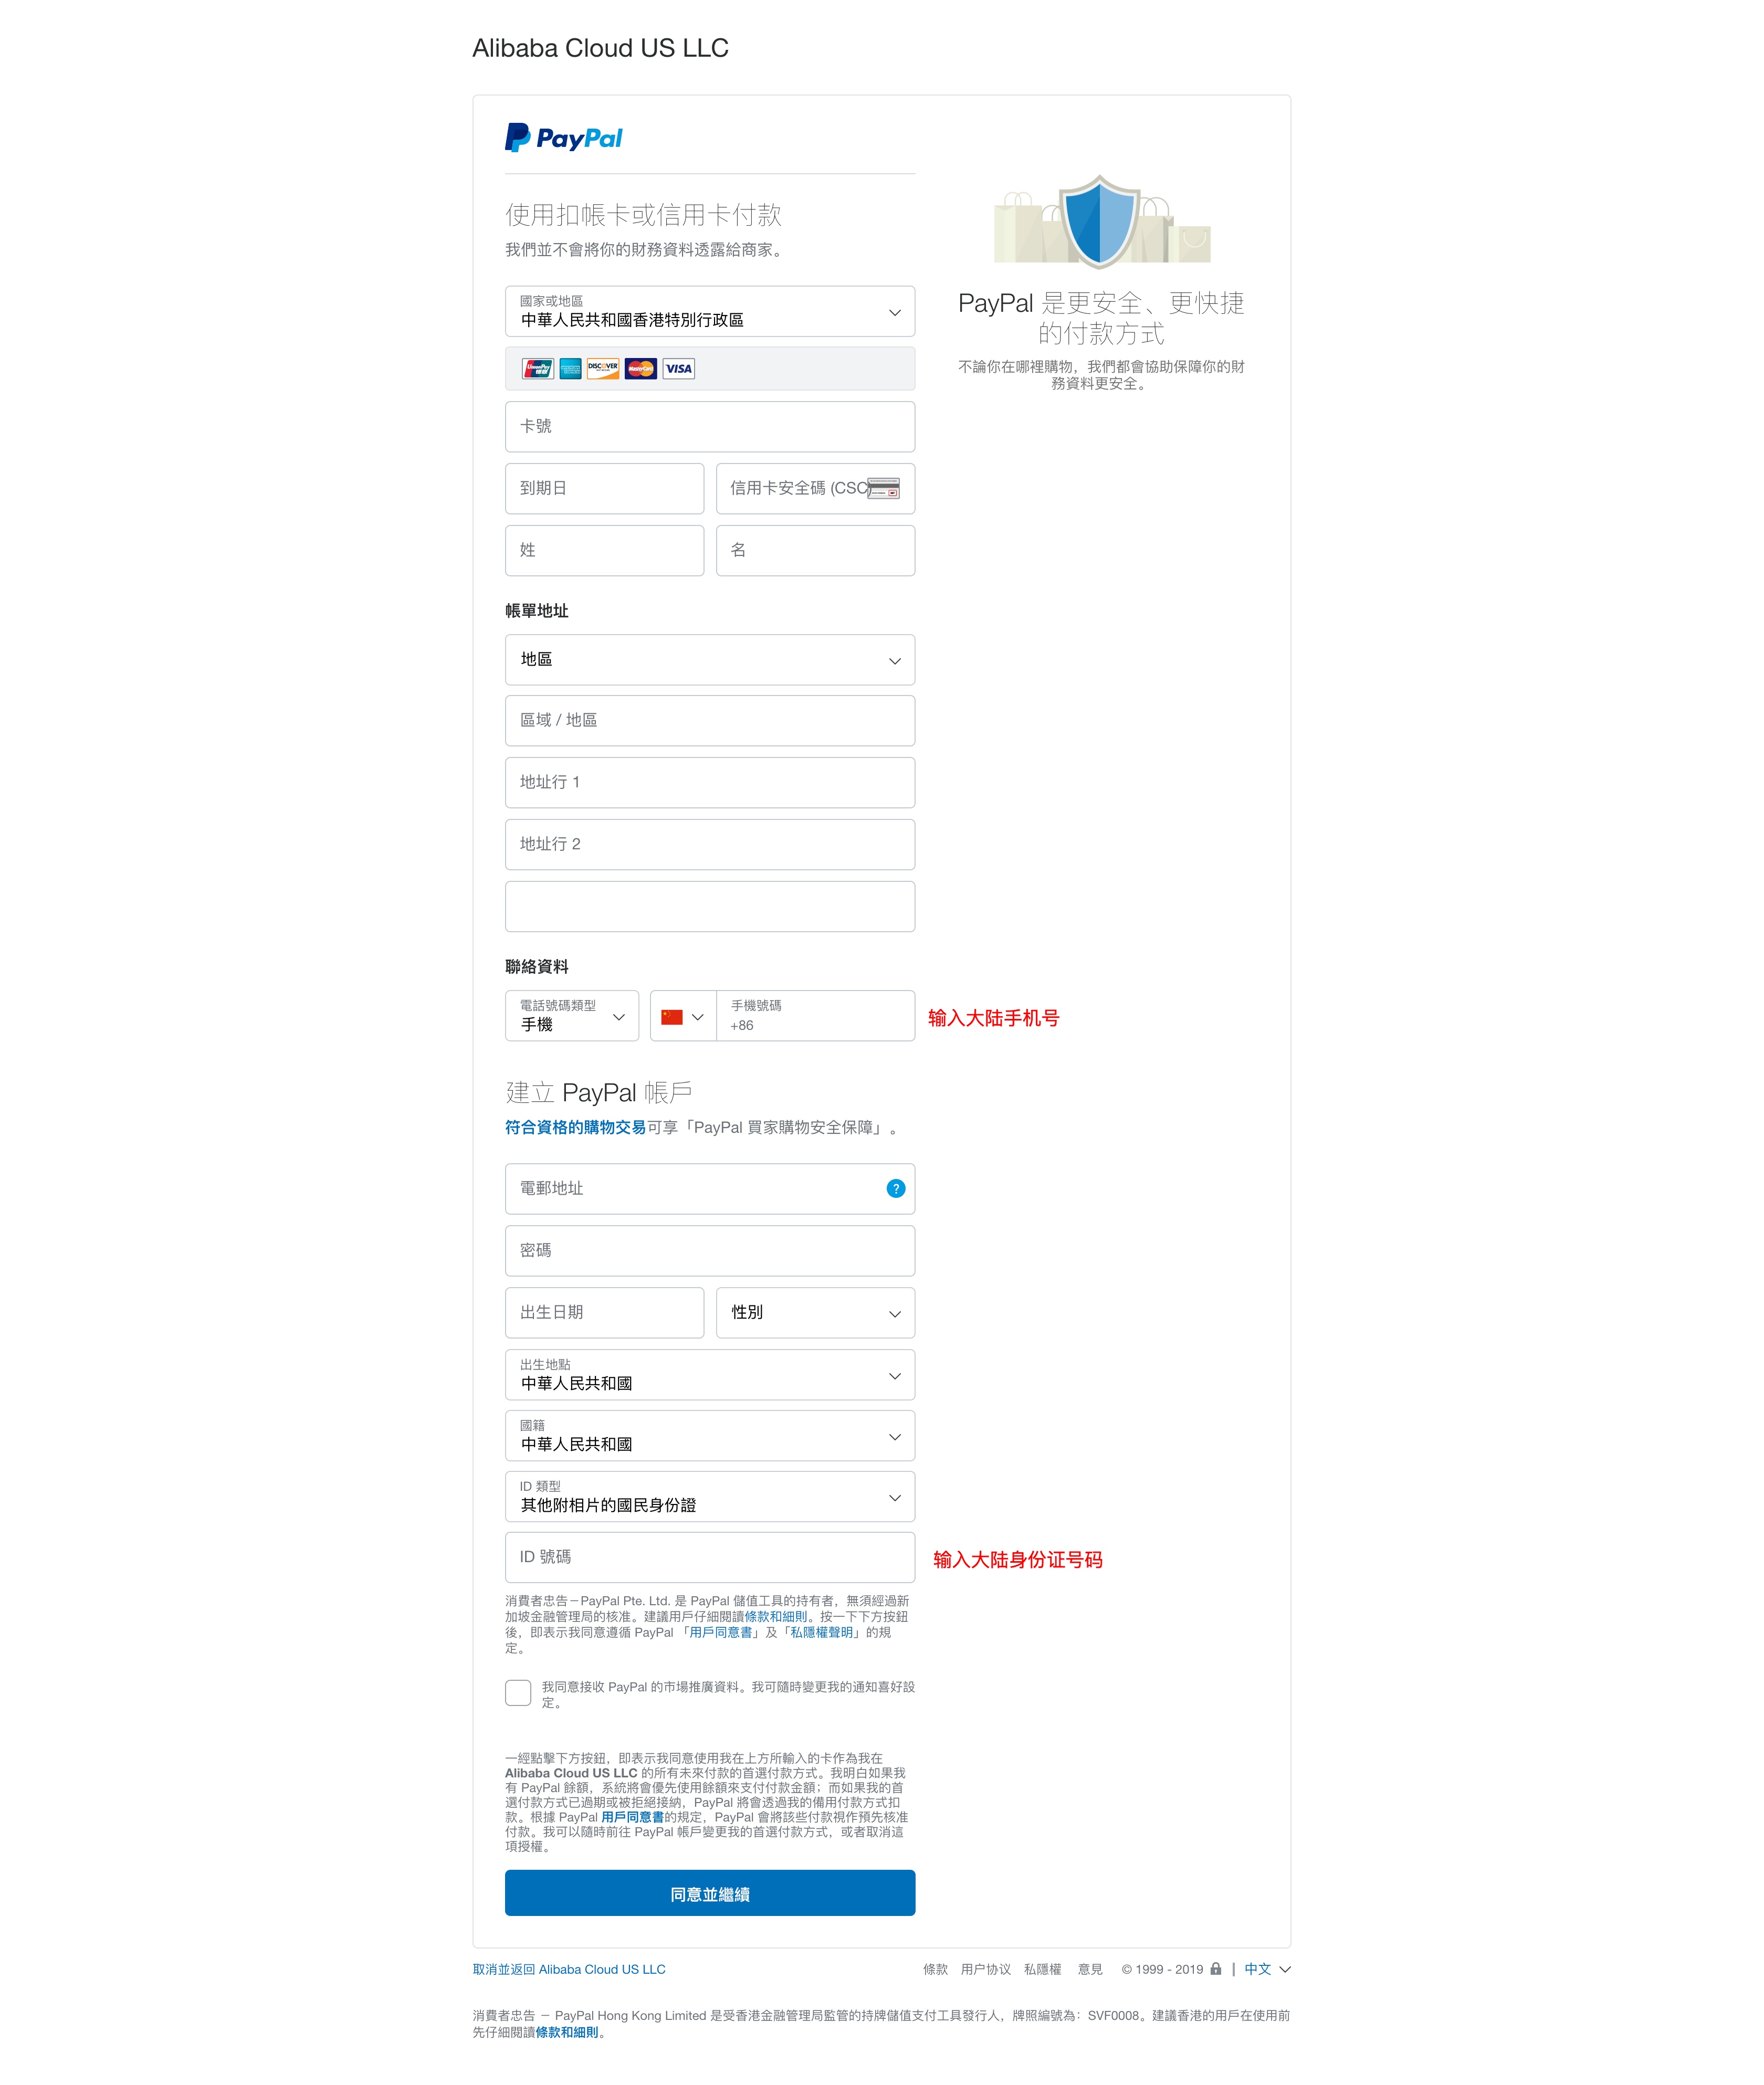 Alibaba Cloud US LLC
PayPal
使用扣帳卡或信用卡付款
我們並不會將你的財務資料透露給商家。
PayPal 是更安全、更快捷
的付款方式
不論你在哪裡購物，我們都會協助保障你的財
務資料更安全。
國家或地區
中華人民共和國香港特別行政區
UnionPay 银联 DISCOVER MasterCard VISA
卡號
到期日
信用卡安全碼 (CSC)
姓
名
帳單地址
地區
區域 / 地區
地址行 1
地址行 2
聯絡資料
電話號碼類型
手機
手機號碼
+86
输入大陆手机号
建立 PayPal 帳戶
符合資格的購物交易可享「PayPal 買家購物安全保障」。
電郵地址
?
密碼
出生日期
性別
出生地點
中華人民共和國
國籍
中華人民共和國
ID 類型
其他附相片的國民身份證
ID 號碼
输入大陆身份证号码
消費者忠告－PayPal Pte. Ltd. 是 PayPal 儲值工具的持有者，無須經過新
加坡金融管理局的核准。建議用戶仔細閱讀條款和細則。按一下下方按鈕
後，即表示我同意遵循 PayPal 「用戶同意書」及「私隱權聲明」的規
定。
我同意接收 PayPal 的市場推廣資料。我可隨時變更我的通知喜好設
定。
一經點擊下方按鈕，即表示我同意使用我在上方所輸入的卡作為我在
Alibaba Cloud US LLC 的所有未來付款的首選付款方式。我明白如果我
有 PayPal 餘額，系統將會優先使用餘額來支付付款金額；而如果我的首
選付款方式已過期或被拒絕接納，PayPal 將會透過我的備用付款方式扣
款。根據 PayPal 用戶同意書的規定，PayPal 會將該些付款視作預先核准
付款。我可以隨時前往 PayPal 帳戶變更我的首選付款方式，或者取消這
項授權。
同意並繼續
取消並返回 Alibaba Cloud US LLC
條款 用户协议 私隱權 意見 © 1999 - 2019 | 中文
消費者忠告 － PayPal Hong Kong Limited 是受香港金融管理局監管的持牌儲值支付工具發行人，牌照編號為：SVF0008。建議香港的用戶在使用前
先仔細閱讀條款和細則。